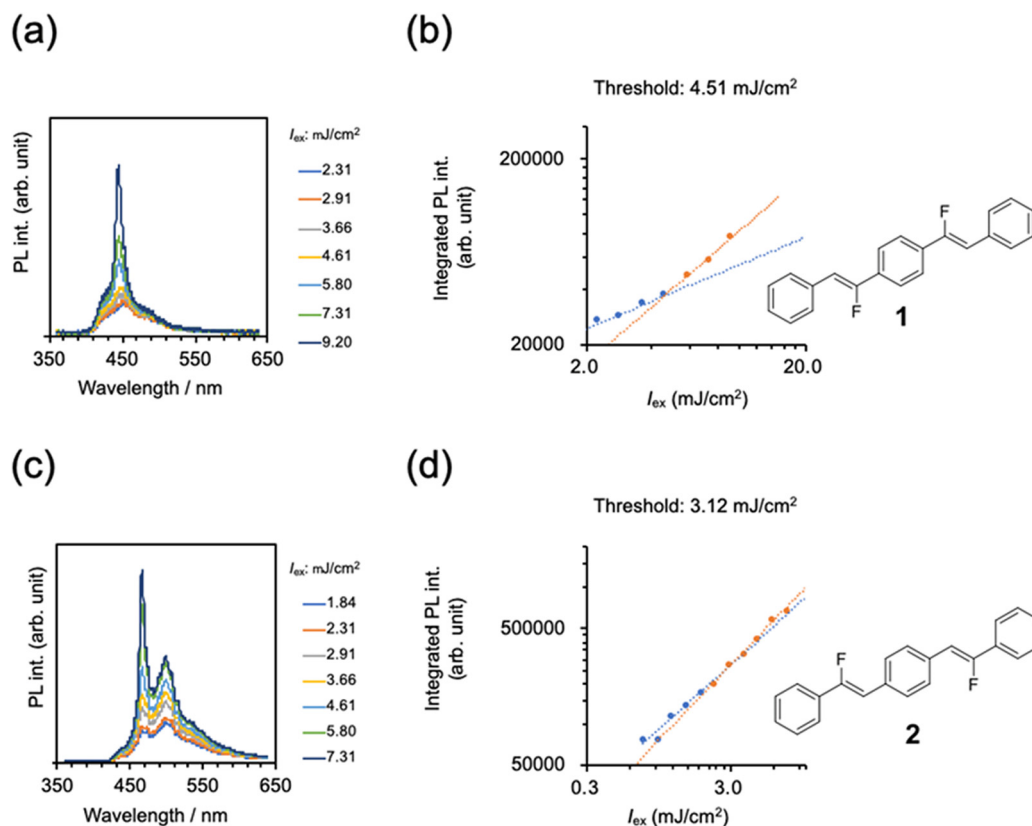 (a)
PL int. (arb. unit)
350 450 550 650
Wavelength / nm
Iex: mJ/cm2
2.31
2.91
3.66
4.61
5.80
7.31
9.20
(b)
Threshold: 4.51 mJ/cm2
Integrated PL int.
(arb. unit)
200000
20000
2.0 20.0
Iex (mJ/cm2)
F
F
1
(c)
PL int. (arb. unit)
350 450 550 650
Wavelength / nm
Iex: mJ/cm2
1.84
2.31
2.91
3.66
4.61
5.80
7.31
(d)
Threshold: 3.12 mJ/cm2
Integrated PL int.
(arb. unit)
500000
50000
0.3 3.0
Iex (mJ/cm2)
F
F
2